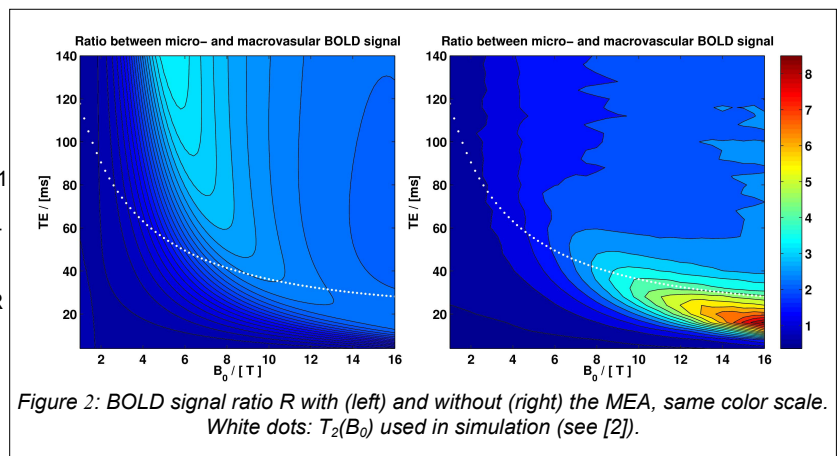 Ratio between micro− and macrovasular BOLD signal
TE / [ms]
140
120
100
80
60
40
20
2 4 6 8 10 12 14 16
B0 / [ T ]
Ratio between micro− and macrovascular BOLD signal
TE / [ms]
140
120
100
80
60
40
20
2 4 6 8 10 12 14 16
B0 / [ T ]
8
7
6
5
4
3
2
1
1
R
Figure 2: BOLD signal ratio R with (left) and without (right) the MEA, same color scale.
White dots: T2(B0) used in simulation (see [2]).